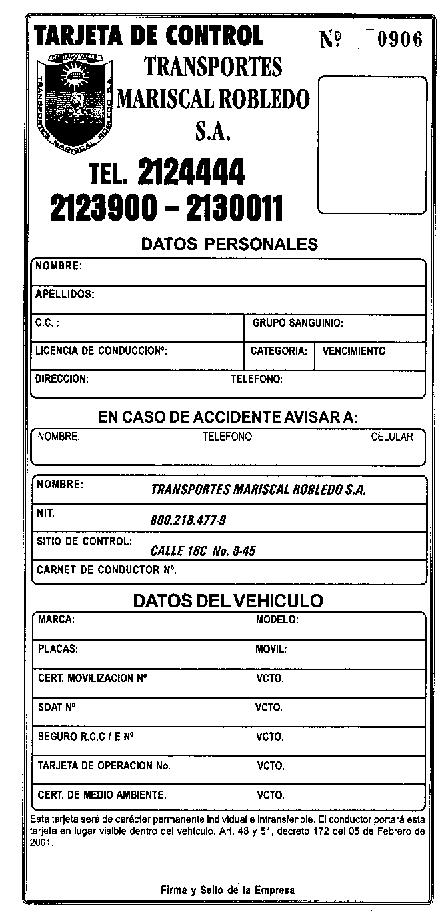 TARJETA DE CONTROL Nº 0906
TRANSPORTES
MARISCAL ROBLEDO
S.A.
TRANSPORTES MARISCAL ROBLEDO S.A.
TEL. 2124444
2123900 – 2130011
DATOS PERSONALES
NOMBRE:
APELLIDOS:
C.C. : GRUPO SANGUINIO:
LICENCIA DE CONDUCCIONº: CATEGORIA: VENCIMIENTO
DIRECCION: TELEFONO:
EN CASO DE ACCIDENTE AVISAR A:
NOMBRE. TELEFONO CELULAR
NOMBRE: TRANSPORTES MARISCAL ROBLEDO S.A.
NIT. 800.218.477-9
SITIO DE CONTROL: CALLE 18C No. 8-45
CARNET DE CONDUCTOR Nº.
DATOS DEL VEHICULO
MARCA: MODELO:
PLACAS: MOVIL:
CERT. MOVILIZACION Nº VCTO.
SOAT Nº VCTO.
SEGURO R.C.C / E Nº VCTO.
TARJETA DE OPERACION No. VCTO.
CERT. DE MEDIO AMBIENTE. VCTO.
Esta tarjeta será de carácter permanente individual e intransferible. El conductor portará esta
tarjeta en lugar visible dentro del vehículo. Art. 48 y 51, decreto 172 del 05 de Febrero de
2001.
Firma y Sello de la Empresa